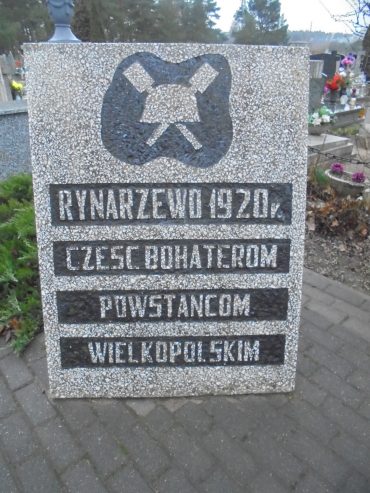 RYNARZEWO 1920r.
CZESC BOHATEROM
POWSTANCOM
WIELKOPOLSKIM